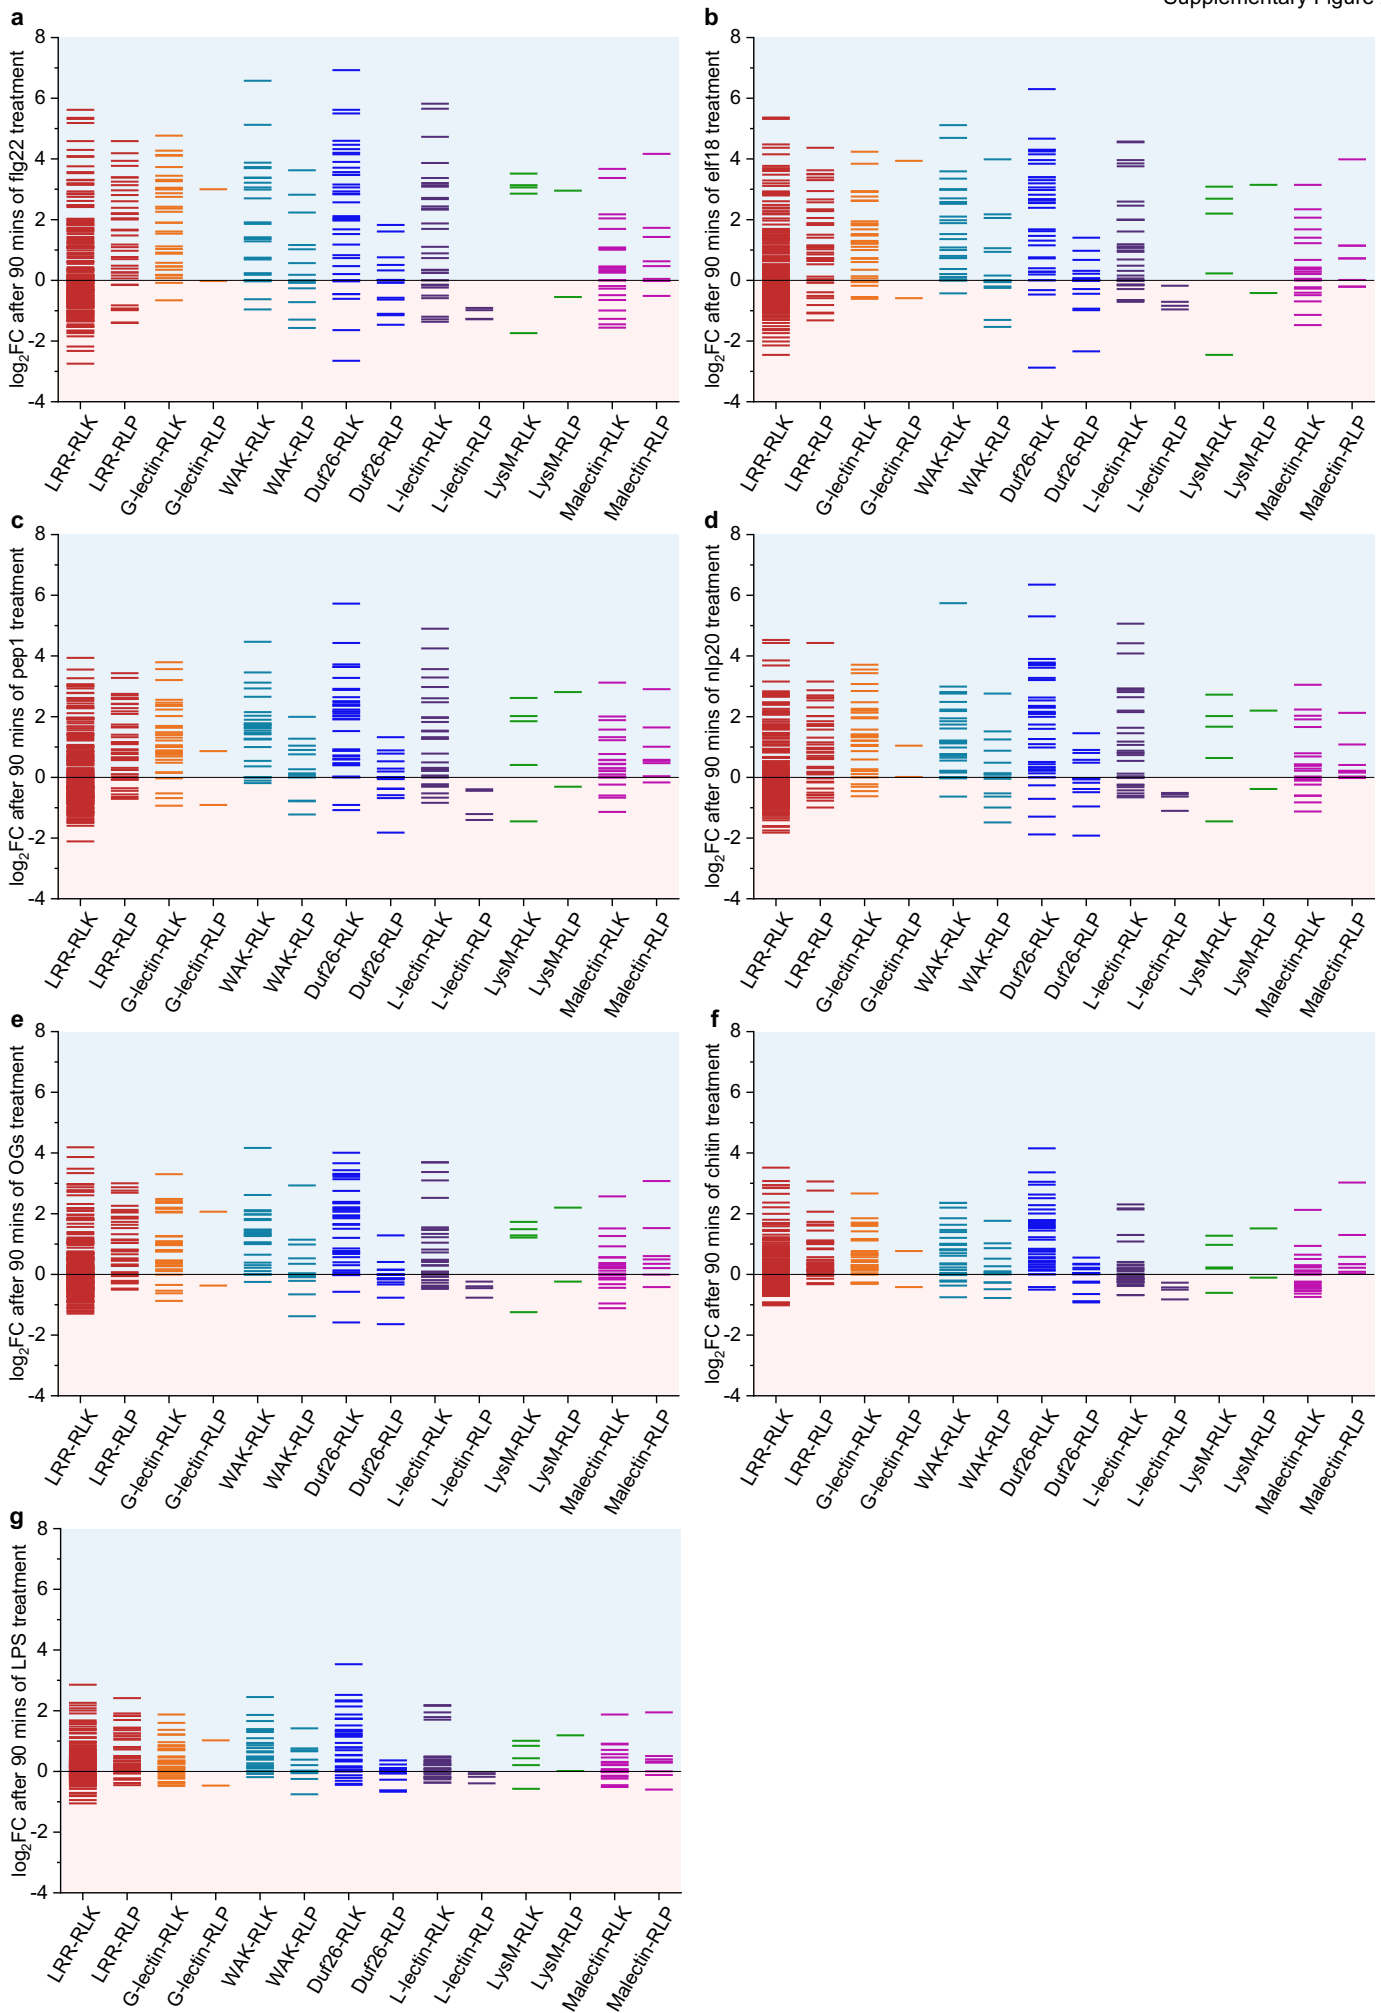 Supplementary Figure
a
b
8
6
4
2
0
-2
-4
log2FC after 90 mins of flg22 treatment
LRR-RLK
LRR-RLP
G-lectin-RLK
G-lectin-RLP
WAK-RLK
WAK-RLP
Duf26-RLK
Duf26-RLP
L-lectin-RLK
L-lectin-RLP
LysM-RLK
LysM-RLP
Malectin-RLK
Malectin-RLP
8
6
4
2
0
-2
-4
log2FC after 90 mins of elf18 treatment
LRR-RLK
LRR-RLP
G-lectin-RLK
G-lectin-RLP
WAK-RLK
WAK-RLP
Duf26-RLK
Duf26-RLP
L-lectin-RLK
L-lectin-RLP
LysM-RLK
LysM-RLP
Malectin-RLK
Malectin-RLP
c
d
8
6
4
2
0
-2
-4
log2FC after 90 mins of pep1 treatment
LRR-RLK
LRR-RLP
G-lectin-RLK
G-lectin-RLP
WAK-RLK
WAK-RLP
Duf26-RLK
Duf26-RLP
L-lectin-RLK
L-lectin-RLP
LysM-RLK
LysM-RLP
Malectin-RLK
Malectin-RLP
8
6
4
2
0
-2
-4
log2FC after 90 mins of nlp20 treatment
LRR-RLK
LRR-RLP
G-lectin-RLK
G-lectin-RLP
WAK-RLK
WAK-RLP
Duf26-RLK
Duf26-RLP
L-lectin-RLK
L-lectin-RLP
LysM-RLK
LysM-RLP
Malectin-RLK
Malectin-RLP
e
f
8
6
4
2
0
-2
-4
log2FC after 90 mins of OGs treatment
LRR-RLK
LRR-RLP
G-lectin-RLK
G-lectin-RLP
WAK-RLK
WAK-RLP
Duf26-RLK
Duf26-RLP
L-lectin-RLK
L-lectin-RLP
LysM-RLK
LysM-RLP
Malectin-RLK
Malectin-RLP
8
6
4
2
0
-2
-4
log2FC after 90 mins of chitin treatment
LRR-RLK
LRR-RLP
G-lectin-RLK
G-lectin-RLP
WAK-RLK
WAK-RLP
Duf26-RLK
Duf26-RLP
L-lectin-RLK
L-lectin-RLP
LysM-RLK
LysM-RLP
Malectin-RLK
Malectin-RLP
g
8
6
4
2
0
-2
-4
log2FC after 90 mins of LPS treatment
LRR-RLK
LRR-RLP
G-lectin-RLK
G-lectin-RLP
WAK-RLK
WAK-RLP
Duf26-RLK
Duf26-RLP
L-lectin-RLK
L-lectin-RLP
LysM-RLK
LysM-RLP
Malectin-RLK
Malectin-RLP